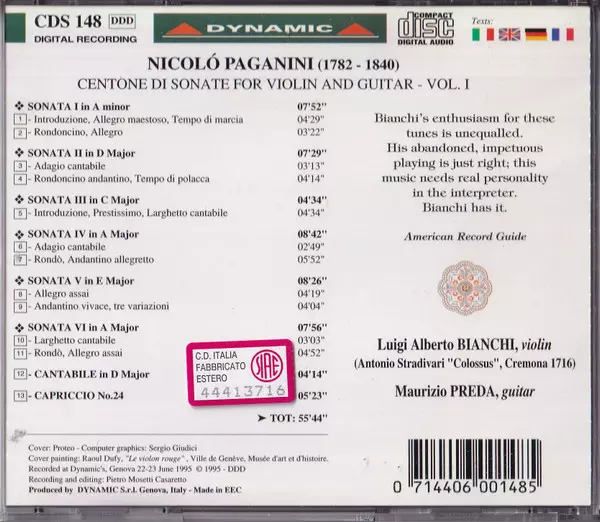 CDS 148 DDD
DIGITAL RECORDING
DYNAMIC
COMPACT
disc
DIGITAL AUDIO
Texts:
NICOLÓ PAGANINI (1782 - 1840)
CENTONE DI SONATE FOR VIOLIN AND GUITAR - VOL. I
❖ SONATA I in A minor 07'52"
1 - Introduzione, Allegro maestoso, Tempo di marcia 04'29"
2 - Rondoncino, Allegro 03'22"
❖ SONATA II in D Major 07'29"
3 - Adagio cantabile 03'13"
4 - Rondoncino andantino, Tempo di polacca 04'14"
❖ SONATA III in C Major 04'34"
5 - Introduzione, Prestissimo, Larghetto cantabile 04'34"
❖ SONATA IV in A Major 08'42"
6 - Adagio cantabile 02'49"
7 - Rondò, Andantino allegretto 05'52"
❖ SONATA V in E Major 08'26"
8 - Allegro assai 04'19"
9 - Andantino vivace, tre variazioni 04'04"
❖ SONATA VI in A Major 07'56"
10 - Larghetto cantabile 03'03"
11 - Rondò, Allegro assai 04'52"
12 - CANTABILE in D Major 04'14"
13 - CAPRICCIO No.24 05'23"
➤ TOT: 55'44"
C.D. ITALIA
FABBRICATO
ESTERO
SIAE
44413716
Bianchi's enthusiasm for these
tunes is unequalled.
His abandoned, impetuous
playing is just right; this
music needs real personality
in the interpreter.
Bianchi has it.
American Record Guide
Luigi Alberto BIANCHI, violin
(Antonio Stradivari "Colossus", Cremona 1716)
Maurizio PREDA, guitar
Cover: Proteo - Computer graphics: Sergio Giudici
Cover painting: Raoul Dufy, "Le violon rouge", Ville de Genève, Musée d'art et d'histoire.
Recorded at Dynamic's, Genova 22-23 June 1995 © 1995 - DDD
Recording and editing: Pietro Mosetti Casaretto
Produced by DYNAMIC S.r.l. Genova, Italy - Made in EEC
0 714406 001485